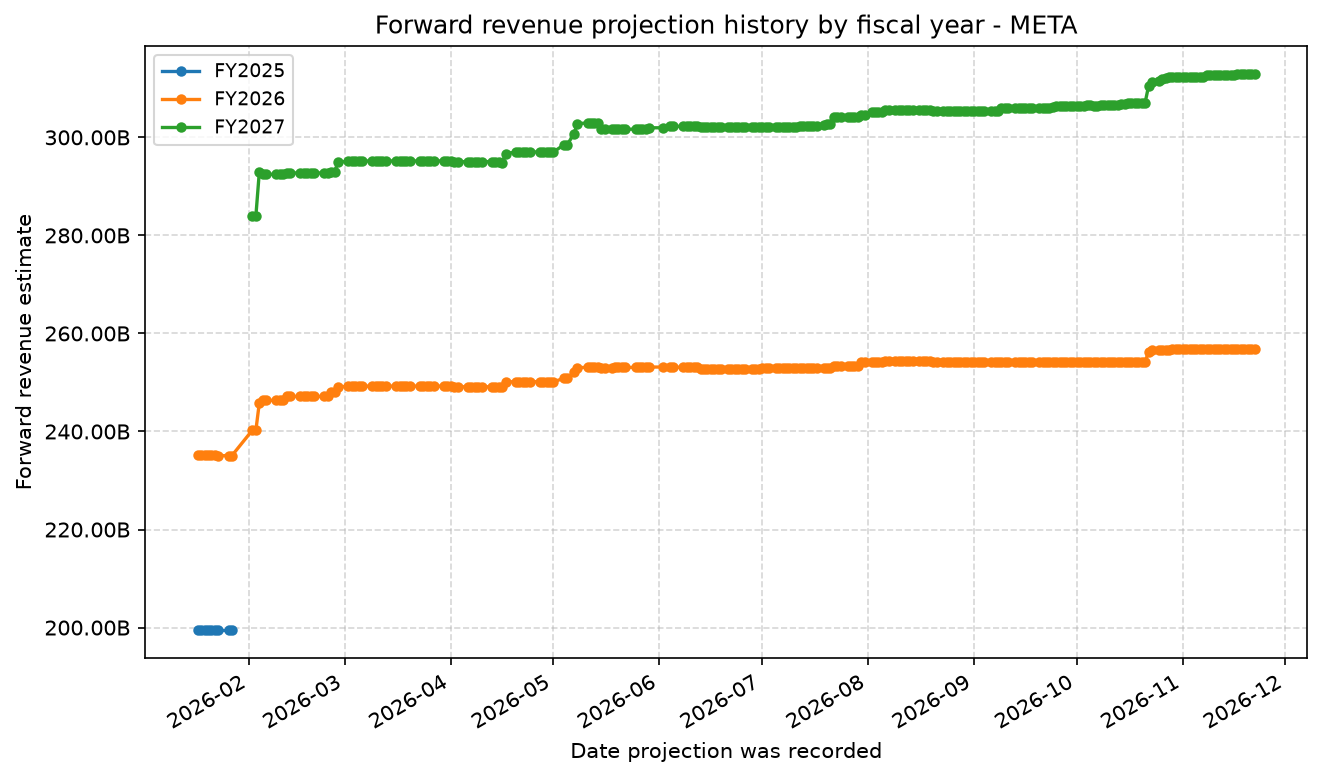 Forward revenue projection history by fiscal year - META
FY2025
FY2026
FY2027
Forward revenue estimate
300.00B
280.00B
260.00B
240.00B
220.00B
200.00B
2026-02
2026-03
2026-04
2026-05
2026-06
2026-07
2026-08
2026-09
2026-10
2026-11
2026-12
Date projection was recorded